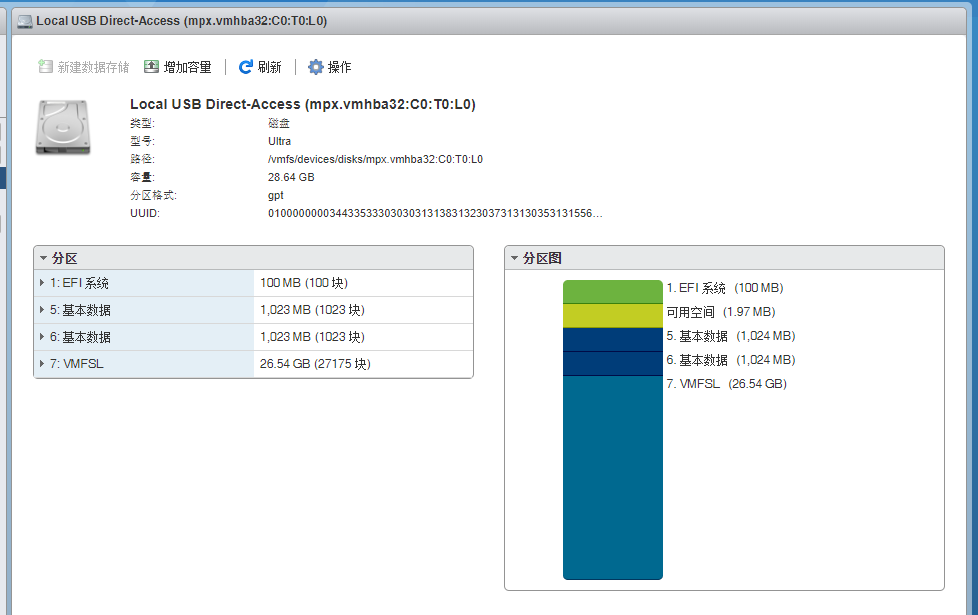 Local USB Direct-Access (mpx.vmhba32:C0:T0:L0)
新建数据存储 增加容量 刷新 操作
Local USB Direct-Access (mpx.vmhba32:C0:T0:L0)
类型: 磁盘
型号: Ultra
路径: /vmfs/devices/disks/mpx.vmhba32:C0:T0:L0
容量: 28.64 GB
分区格式: gpt
UUID: 0100000000344335333030303131383132303731313035313155​6…
分区
1: EFI 系统 100 MB (100 块)
5: 基本数据 1,023 MB (1023 块)
6: 基本数据 1,023 MB (1023 块)
7: VMFSL 26.54 GB (27175 块)
分区图
1. EFI 系统 (100 MB)
可用空间 (1.97 MB)
5. 基本数据 (1,024 MB)
6. 基本数据 (1,024 MB)
7. VMFSL (26.54 GB)